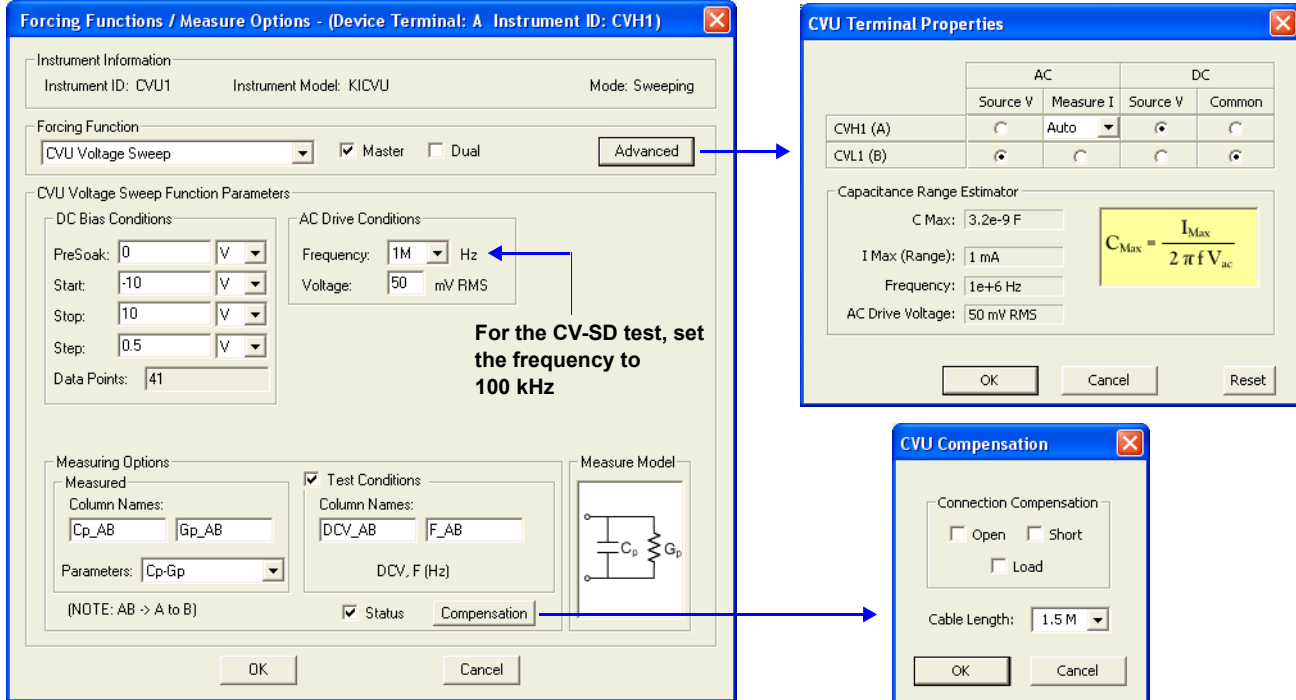 Forcing Functions / Measure Options - (Device Terminal: A Instrument ID: CVH1)
Instrument Information
Instrument ID: CVU1 Instrument Model: KICVU Mode: Sweeping
Forcing Function
CVU Voltage Sweep Master Dual Advanced
CVU Voltage Sweep Function Parameters
DC Bias Conditions
PreSoak: 0 V
Start: -10 V
Stop: 10 V
Step: 0.5 V
Data Points: 41
AC Drive Conditions
Frequency: 1M Hz
Voltage: 50 mV RMS
For the CV-SD test, set
the frequency to
100 kHz
Measuring Options
Measured
Column Names:
Cp_AB Gp_AB
Parameters: Cp-Gp
(NOTE: AB -> A to B)
Test Conditions
Column Names:
DCV_AB F_AB
DCV, F (Hz)
Status Compensation
Measure Model
Cp Gp
OK Cancel
CVU Terminal Properties
AC DC
Source V Measure I Source V Common
CVH1 (A) Auto
CVL1 (B)
Capacitance Range Estimator
C Max: 3.2e-9 F
I Max (Range): 1 mA
Frequency: 1e+6 Hz
AC Drive Voltage: 50 mV RMS
C_Max = I_Max / 2 π f V_ac
OK Cancel Reset
CVU Compensation
Connection Compensation
Open Short
Load
Cable Length: 1.5 M
OK Cancel